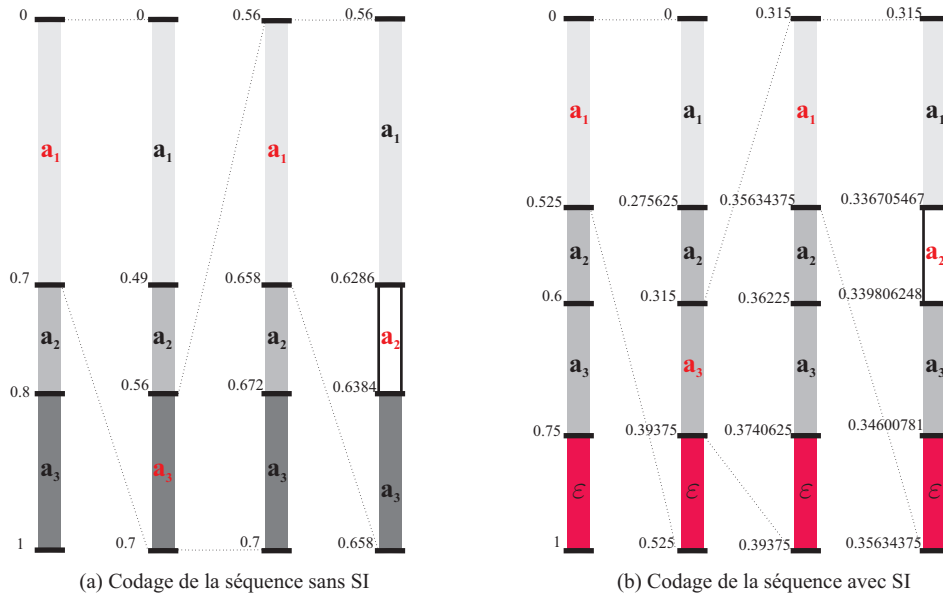 0
0
0.56
0.56
a1
a1
a1
a1
0.7
0.49
0.658
0.6286
a2
a2
a2
a2
0.8
0.56
0.672
0.6384
a3
a3
a3
a3
1
0.7
0.7
0.658
(a) Codage de la séquence sans SI
0
0
0.315
0.315
a1
a1
a1
a1
0.525
0.275625
0.35634375
0.336705467
a2
a2
a2
a2
0.6
0.315
0.36225
0.339806248
a3
a3
a3
a3
0.75
0.39375
0.3740625
0.34600781
ε
ε
ε
ε
1
0.525
0.39375
0.35634375
(b) Codage de la séquence avec SI